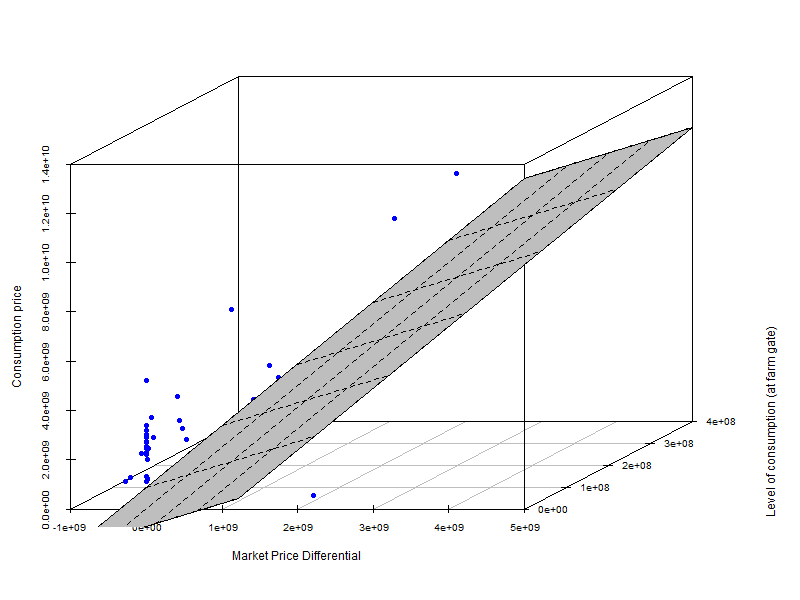 1.4e+10
1.2e+10
1.0e+10
8.0e+09
6.0e+09
4.0e+09
2.0e+09
0.0e+00
Consumption price
-1e+09 0e+00 1e+09 2e+09 3e+09 4e+09 5e+09
Market Price Differential
4e+08
3e+08
2e+08
1e+08
0e+00
Level of consumption (at farm gate)